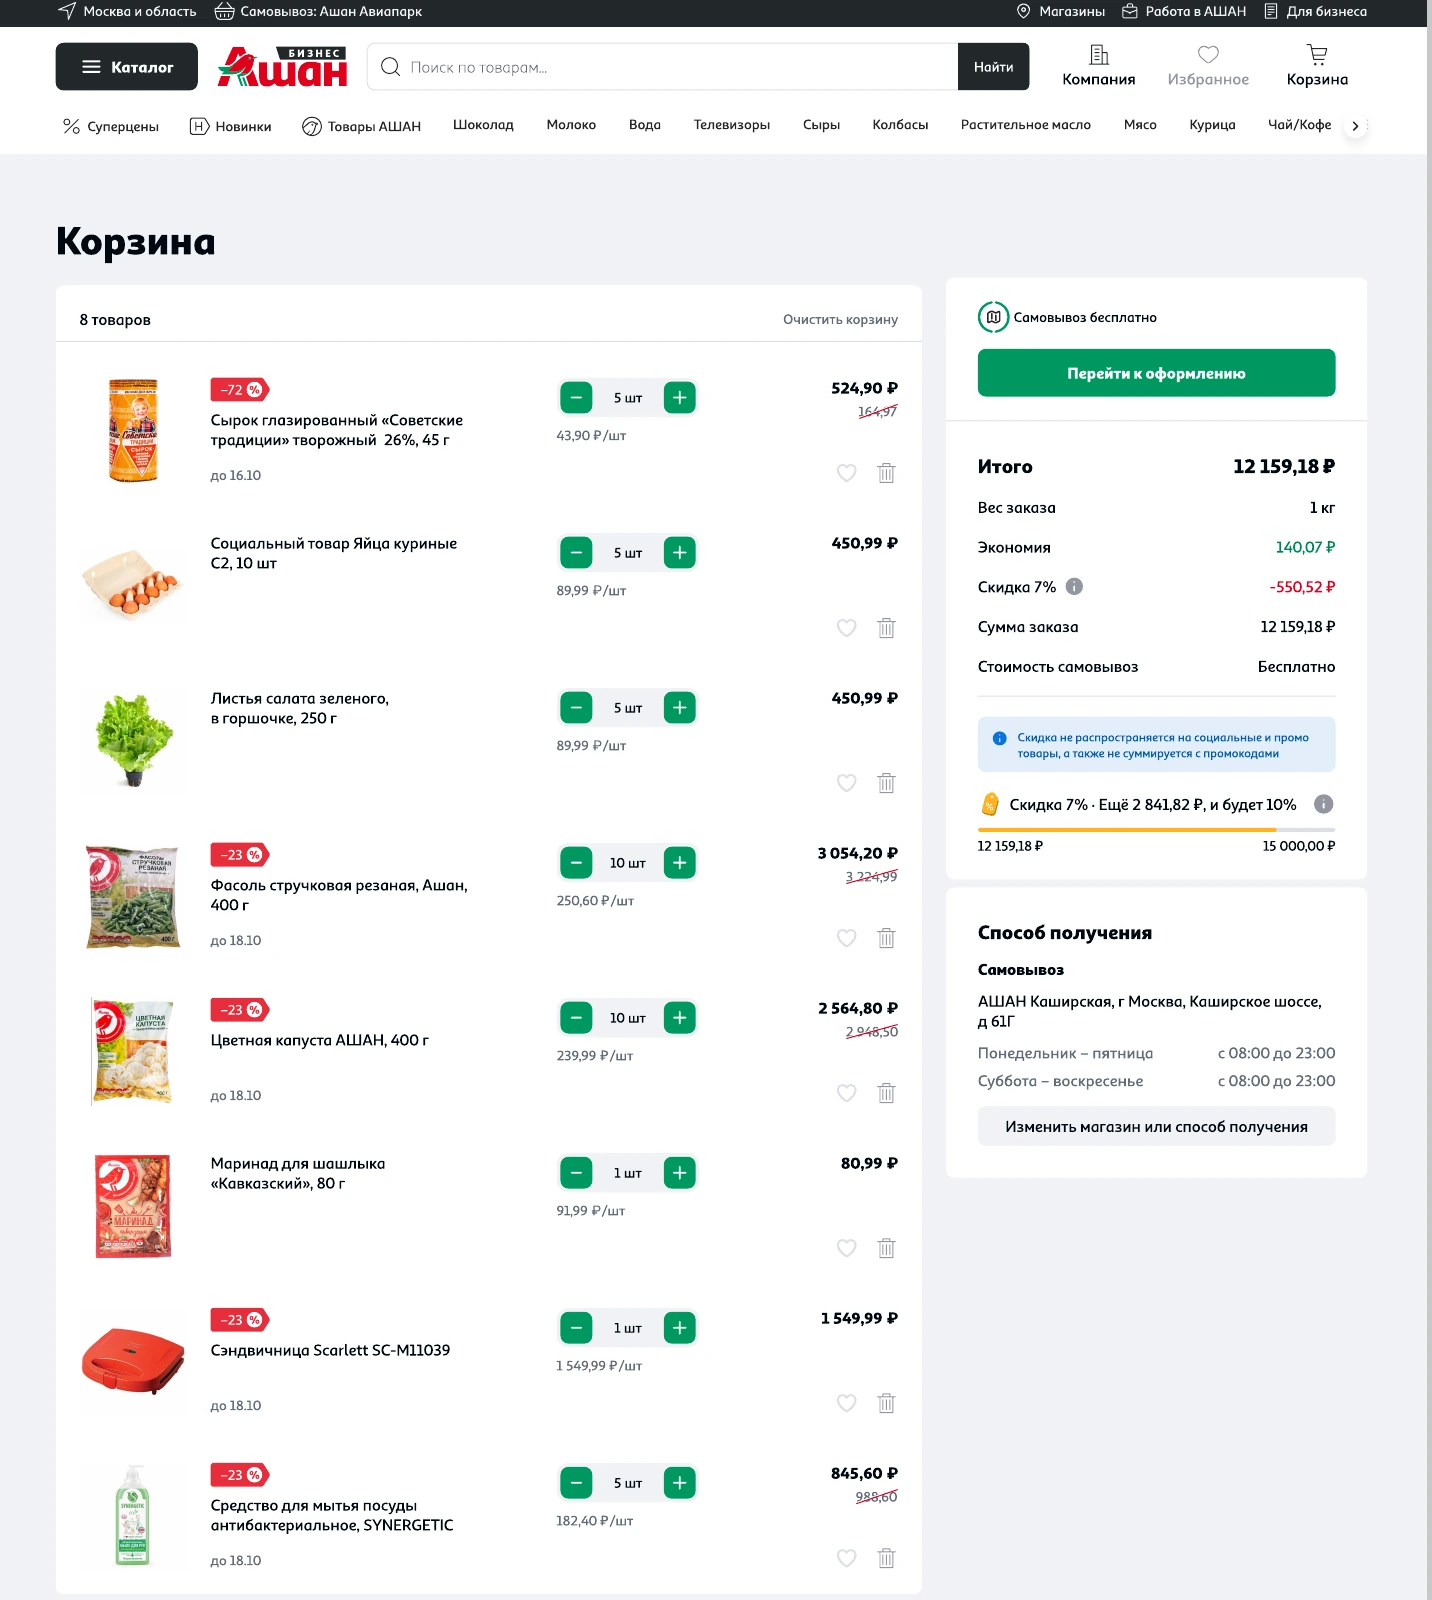 Москва и область
Самовывоз: Ашан Авиапарк
Магазины
Работа в АШАН
Для бизнеса
Каталог
БИЗНЕС
Ашан
Поиск по товарам...
Найти
Компания
Избранное
Корзина
Суперцены
Новинки
Товары АШАН
Шоколад
Молоко
Вода
Телевизоры
Сыры
Колбасы
Растительное масло
Мясо
Курица
Чай/Кофе
Корзина
8 товаров
Очистить корзину
−72 %
Сырок глазированный «Советские
традиции» творожный 26%, 45 г
до 16.10
5 шт
43,90 ₽/шт
524,90 ₽
164,97
Советские
традиции
СЫРОК
Социальный товар Яйца куриные
С2, 10 шт
5 шт
89,99 ₽/шт
450,99 ₽
Листья салата зеленого,
в горшочке, 250 г
5 шт
89,99 ₽/шт
450,99 ₽
−23 %
Фасоль стручковая резаная, Ашан,
400 г
до 18.10
10 шт
250,60 ₽/шт
3 054,20 ₽
3 224,99
ФАСОЛЬ
СТРУЧКОВАЯ
РЕЗАНАЯ
400 г
−23 %
Цветная капуста АШАН, 400 г
до 18.10
10 шт
239,99 ₽/шт
2 564,80 ₽
2 948,50
ЦВЕТНАЯ
КАПУСТА
Маринад для шашлыка
«Кавказский», 80 г
1 шт
91,99 ₽/шт
80,99 ₽
МАРИНАД
−23 %
Сэндвичница Scarlett SC-M11039
до 18.10
1 шт
1 549,99 ₽/шт
1 549,99 ₽
−23 %
Средство для мытья посуды
антибактериальное, SYNERGETIC
до 18.10
5 шт
182,40 ₽/шт
845,60 ₽
988,60
SYNERGETIC
Самовывоз бесплатно
Перейти к оформлению
Итого
12 159,18 ₽
Вес заказа
1 кг
Экономия
140,07 ₽
Скидка 7%
-550,52 ₽
Сумма заказа
12 159,18 ₽
Стоимость самовывоз
Бесплатно
Скидка не распространяется на социальные и промо
товары, а также не суммируется с промокодами
Скидка 7% · Ещё 2 841,82 ₽, и будет 10%
12 159,18 ₽
15 000,00 ₽
Способ получения
Самовывоз
АШАН Каширская, г Москва, Каширское шоссе,
д 61Г
Понедельник – пятница
с 08:00 до 23:00
Суббота – воскресенье
с 08:00 до 23:00
Изменить магазин или способ получения